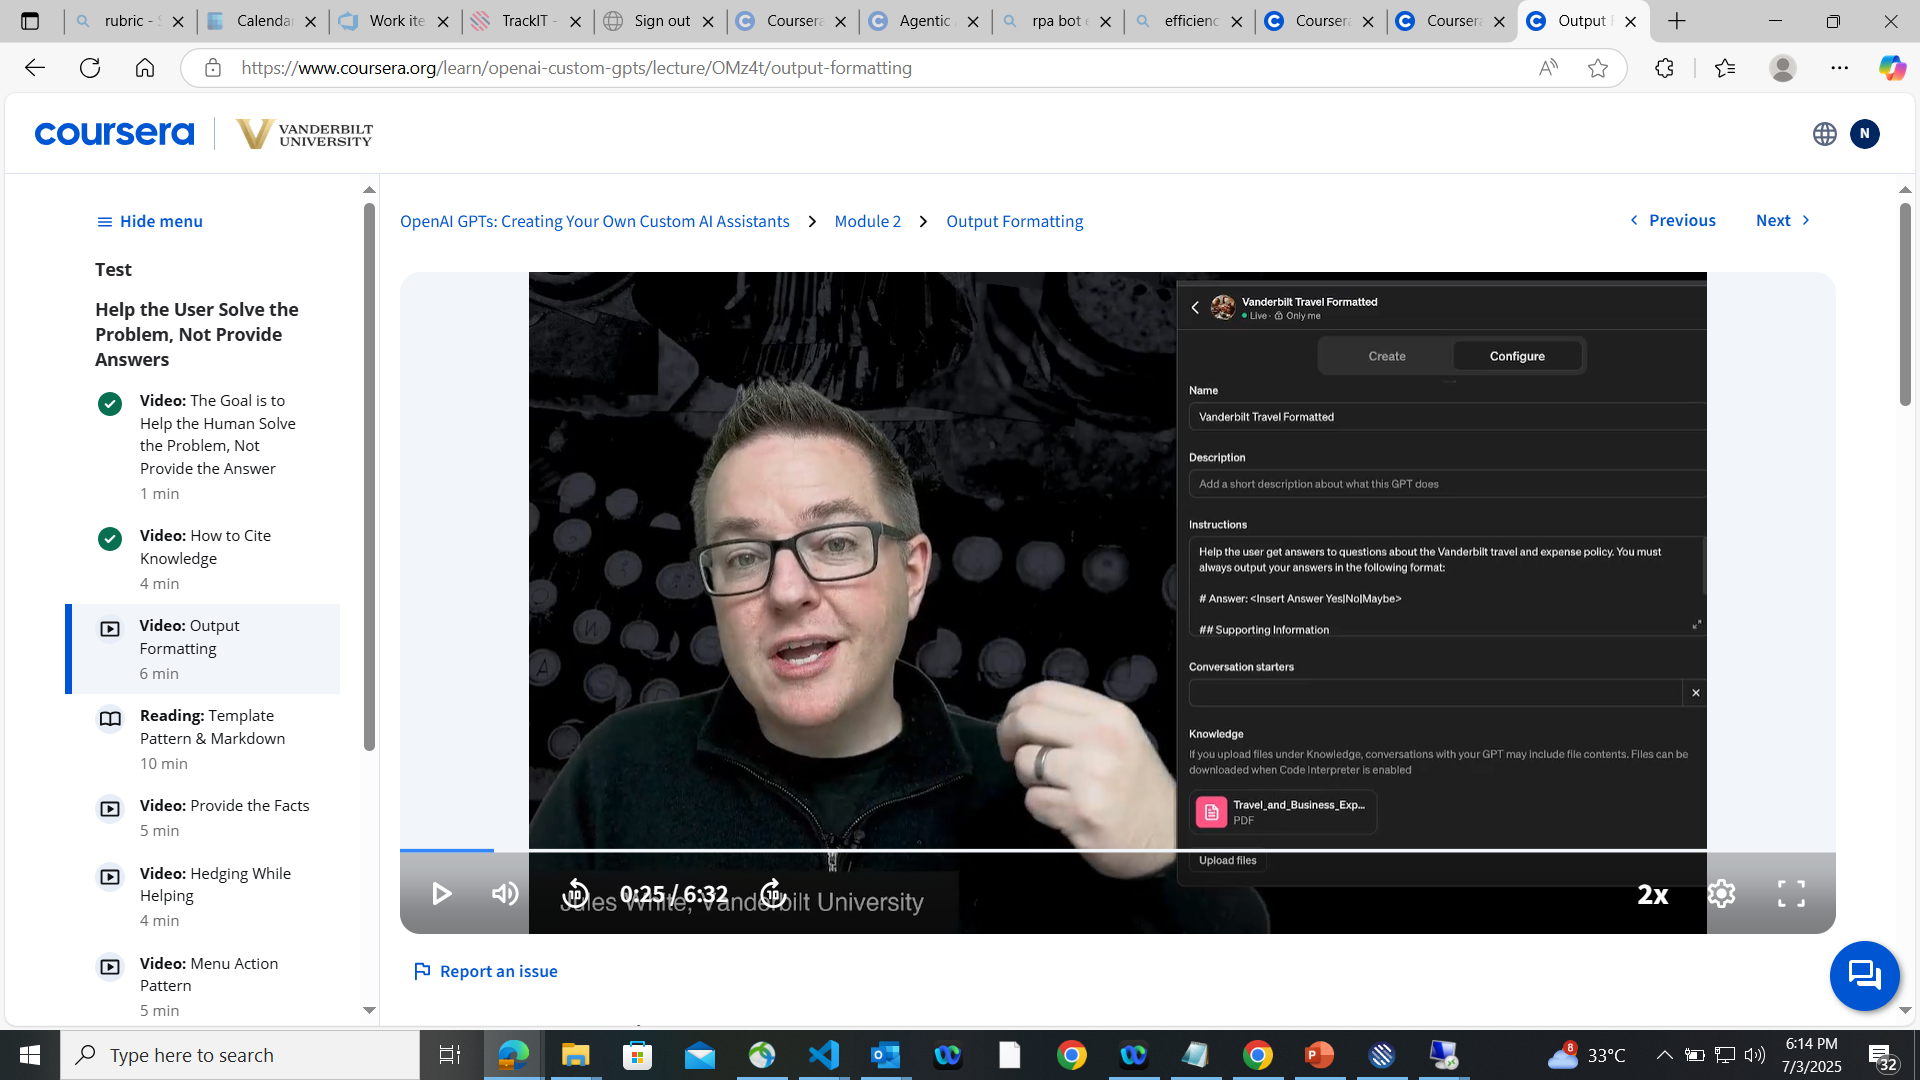 rubric - S
Calendar
Work ite
TrackIT -
Sign out
Coursera
Agentic A
rpa bot e
efficienc
Coursera
Coursera
Output F
https://www.coursera.org/learn/openai-custom-gpts/lecture/OMz4t/output-formatting
coursera
VANDERBILT
UNIVERSITY
N
Hide menu
Test
Help the User Solve the
Problem, Not Provide
Answers
Video: The Goal is to
Help the Human Solve
the Problem, Not
Provide the Answer
1 min
Video: How to Cite
Knowledge
4 min
Video: Output
Formatting
6 min
Reading: Template
Pattern & Markdown
10 min
Video: Provide the Facts
5 min
Video: Hedging While
Helping
4 min
Video: Menu Action
Pattern
5 min
OpenAI GPTs: Creating Your Own Custom AI Assistants > Module 2 > Output Formatting
Previous
Next
Vanderbilt Travel Formatted
Live · Only me
Create
Configure
Name
Vanderbilt Travel Formatted
Description
Add a short description about what this GPT does
Instructions
Help the user get answers to questions about the Vanderbilt travel and expense policy. You must
always output your answers in the following format:
# Answer: <Insert Answer Yes|No|Maybe>
## Supporting Information
Conversation starters
Knowledge
If you upload files under Knowledge, conversations with your GPT may include file contents. Files can be
downloaded when Code Interpreter is enabled
Travel_and_Business_Exp...
PDF
Upload files
10
0:25 / 6:32
10
Jules White, Vanderbilt University
2x
Report an issue
Type here to search
8
33°C
6:14 PM
7/3/2025
32